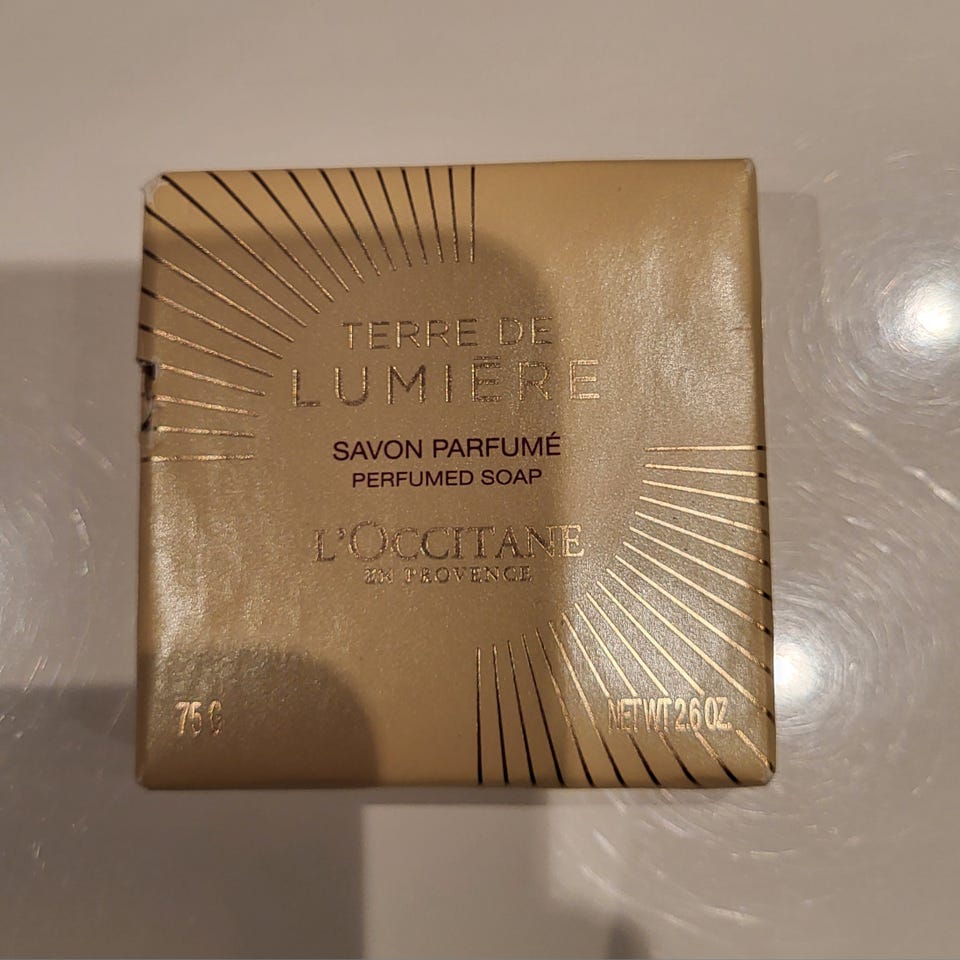 TERRE DE
LUMIÈRE
SAVON PARFUMÉ
PERFUMED SOAP
L'OCCITANE
EN PROVENCE
75 G
NET WT 2.6 OZ.